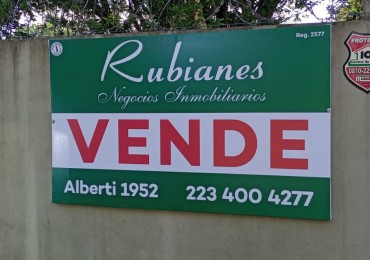 Reg. 2577
Rubianes
Negocios Inmobiliarios
VENDE
Alberti 1952 223 400 4277